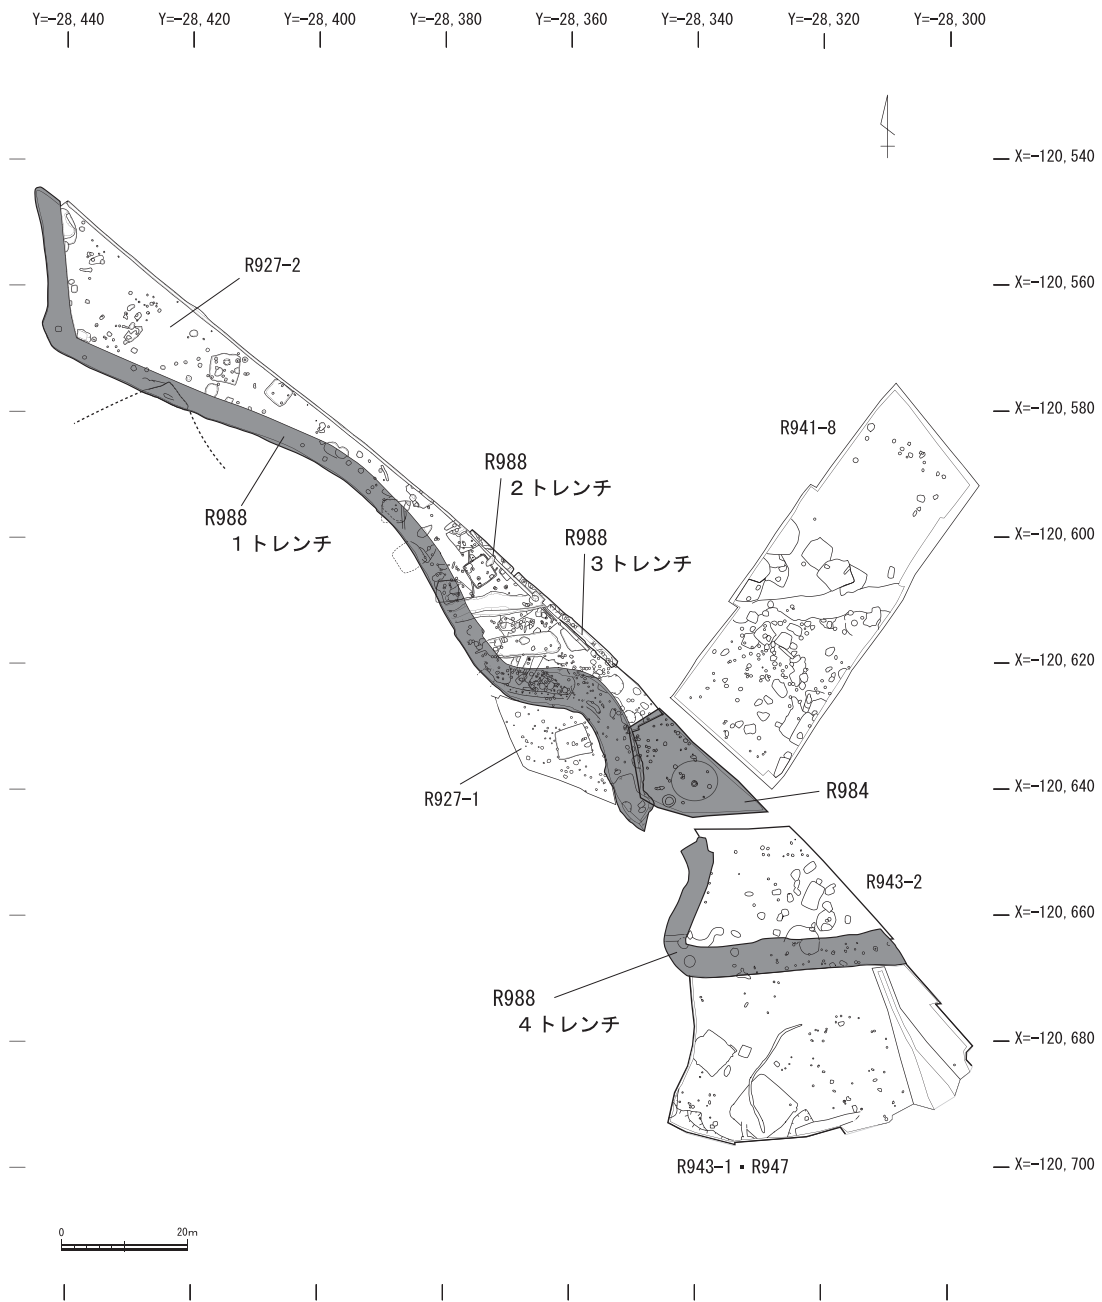 Y=-28,440 Y=-28,420 Y=-28,400 Y=-28,380 Y=-28,360 Y=-28,340 Y=-28,320 Y=-28,300
X=-120,540
R927-2
X=-120,560
X=-120,580
R941-8
R988
2トレンチ
R988
1トレンチ
R988
3トレンチ
X=-120,600
X=-120,620
R927-1
R984
X=-120,640
R943-2
X=-120,660
R988
4トレンチ
X=-120,680
R943-1・R947
X=-120,700
0 20m